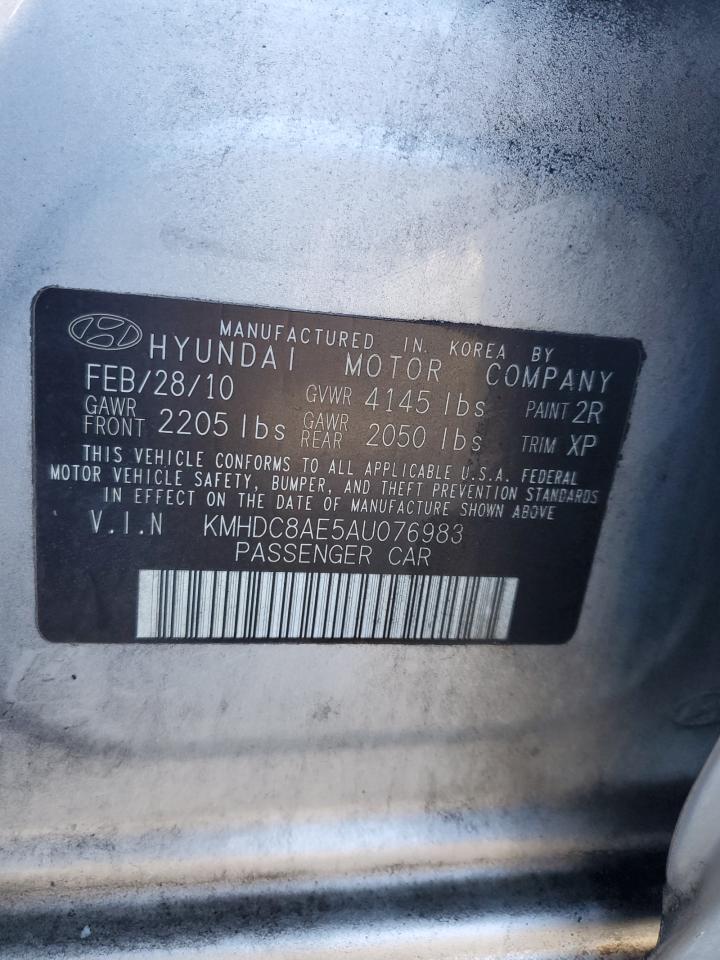 MANUFACTURED IN KOREA BY
HYUNDAI MOTOR COMPANY
FEB/28/10 GVWR 4145 lbs PAINT 2R
GAWR FRONT 2205 lbs GAWR REAR 2050 lbs TRIM XP
THIS VEHICLE CONFORMS TO ALL APPLICABLE U.S.A. FEDERAL
MOTOR VEHICLE SAFETY, BUMPER, AND THEFT PREVENTION STANDARDS
IN EFFECT ON THE DATE OF MANUFACTURE SHOWN ABOVE
V.I.N KMHDC8AE5AU076983
PASSENGER CAR